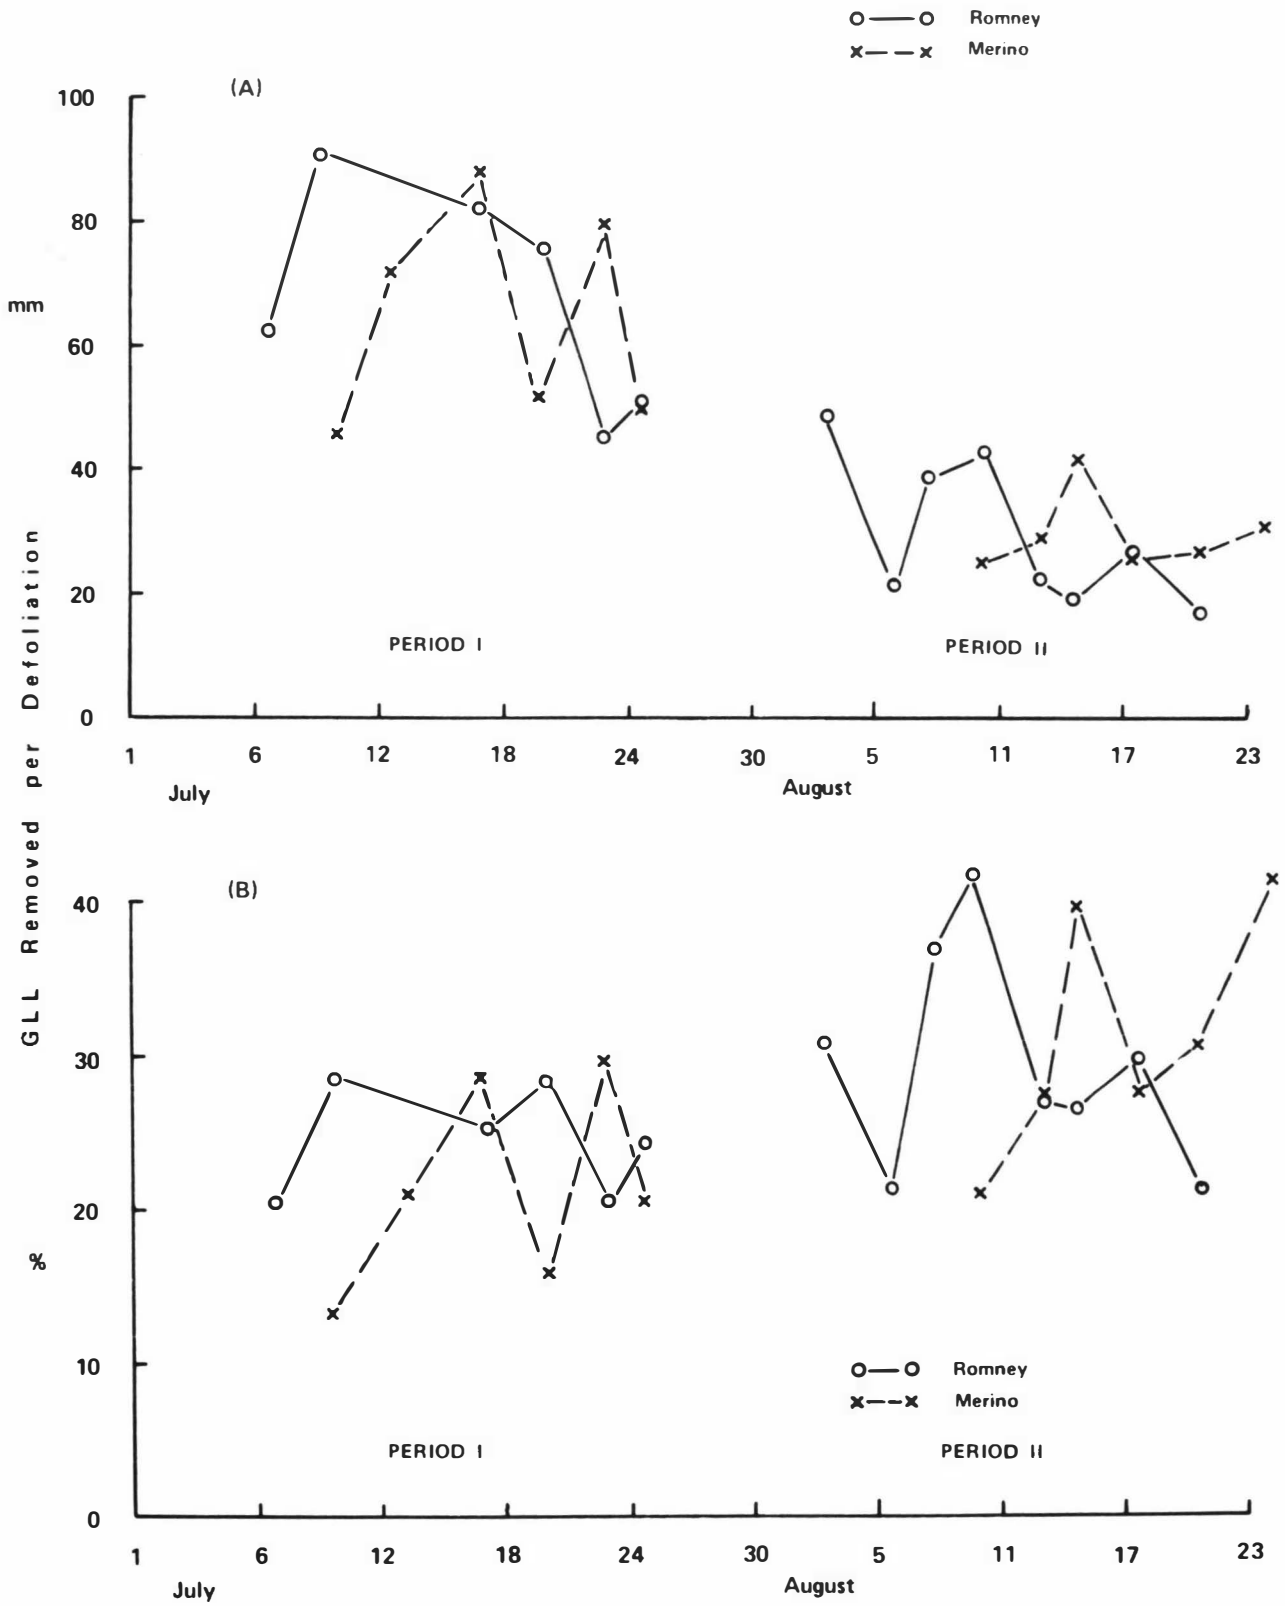 Romney
Merino
(A)
100
80
mm
60
40
20
0
PERIOD I
PERIOD II
1 6 12 18 24 30 5 11 17 23
July
August
GLL Removed per Defoliation
(B)
40
30
20
%
10
0
Romney
Merino
PERIOD I
PERIOD II
1 6 12 18 24 30 5 11 17 23
July
August